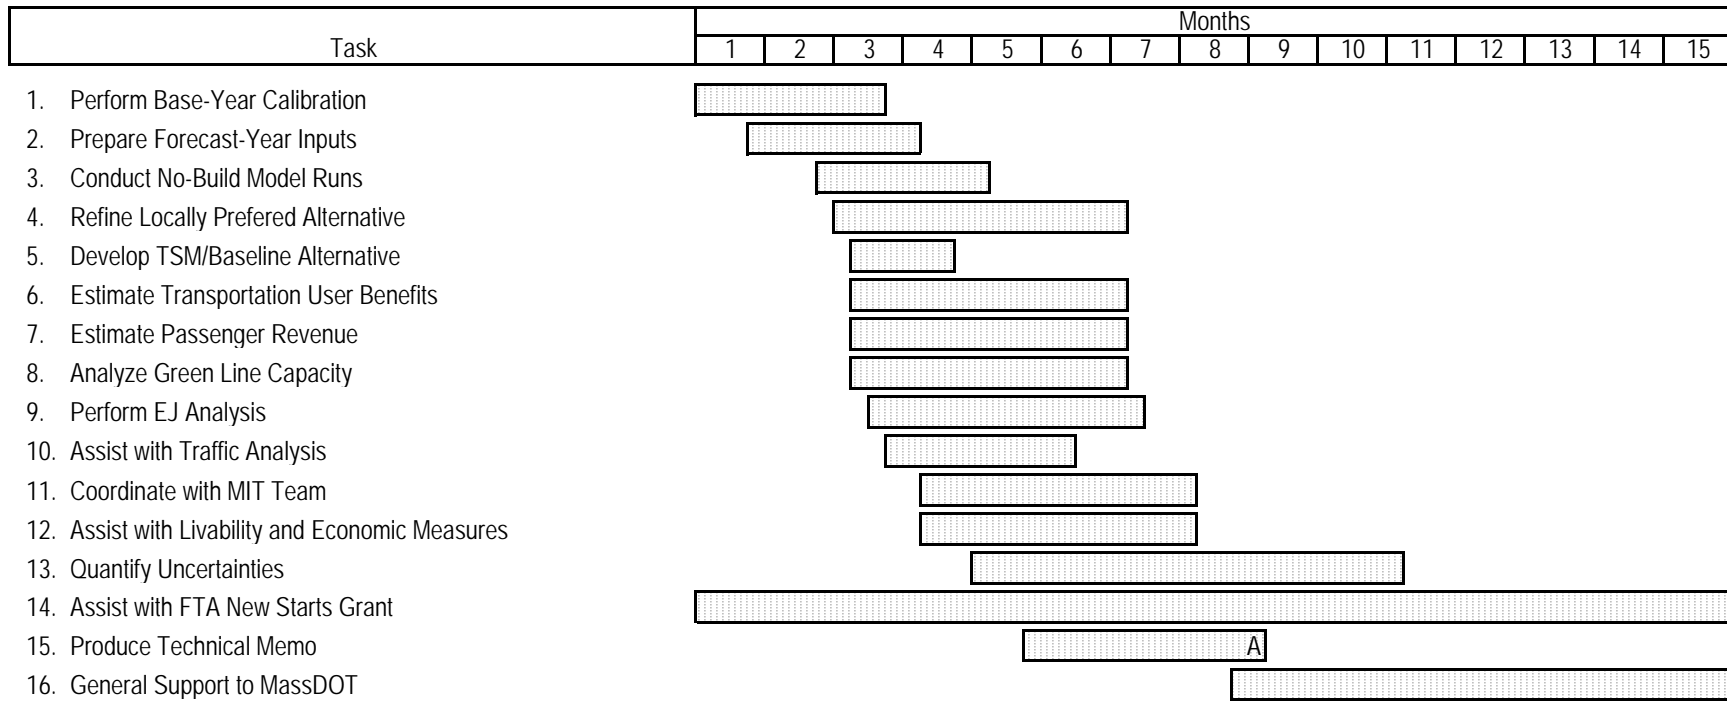 Months
Task 1 2 3 4 5 6 7 8 9 10 11 12 13 14 15
1. Perform Base-Year Calibration
2. Prepare Forecast-Year Inputs
3. Conduct No-Build Model Runs
4. Refine Locally Prefered Alternative
5. Develop TSM/Baseline Alternative
6. Estimate Transportation User Benefits
7. Estimate Passenger Revenue
8. Analyze Green Line Capacity
9. Perform EJ Analysis
10. Assist with Traffic Analysis
11. Coordinate with MIT Team
12. Assist with Livability and Economic Measures
13. Quantify Uncertainties
14. Assist with FTA New Starts Grant
15. Produce Technical Memo A
16. General Support to MassDOT